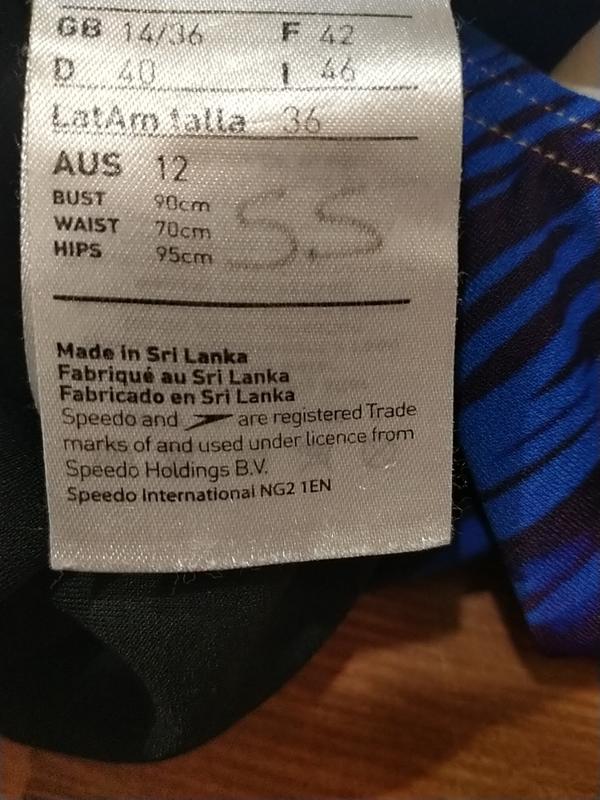 GB 14/36 F 42
D 40 I 46
LatAm talla 36
AUS 12
BUST 90cm
WAIST 70cm
HIPS 95cm
S.S
Made in Sri Lanka
Fabriqué au Sri Lanka
Fabricado en Sri Lanka
Speedo and are registered Trade
marks of and used under licence from
Speedo Holdings B.V.
Speedo International NG2 1EN